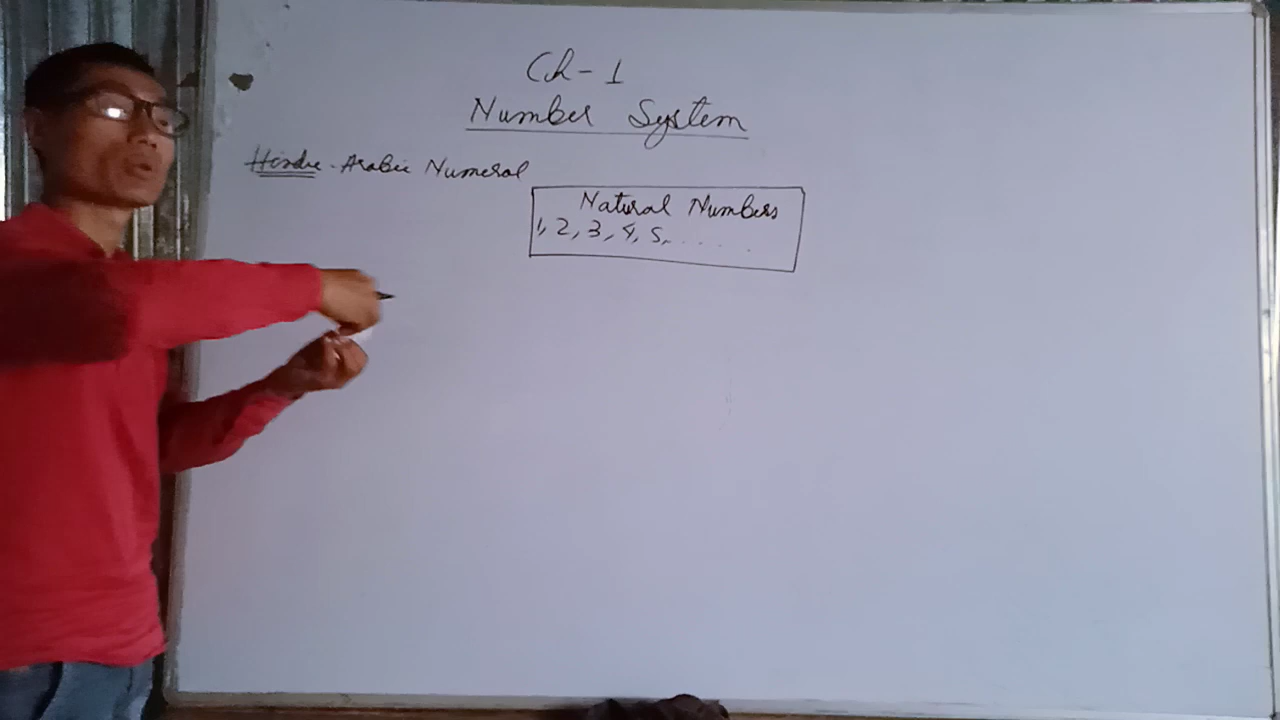 Ch-1
Number System
Hindu-Arabic Numeral
Natural Numbers
1, 2, 3, 4, 5, . . . . .